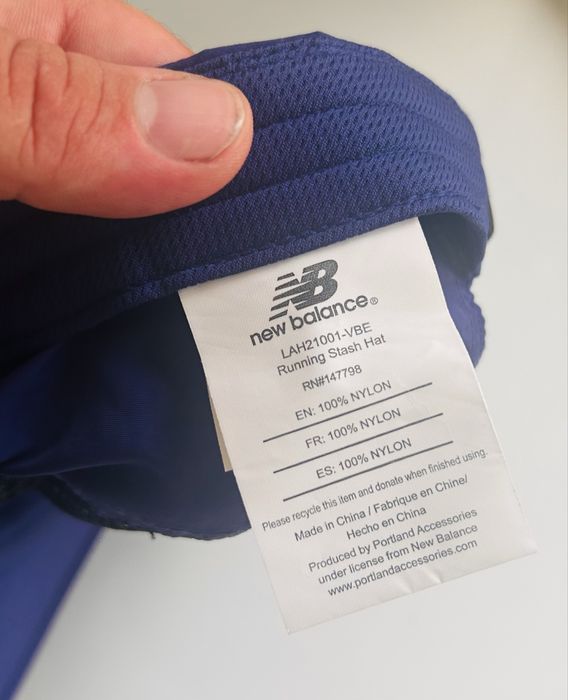 NB
new balance®
LAH21001-VBE
Running Stash Hat
RN#147798
EN: 100% NYLON
FR: 100% NYLON
ES: 100% NYLON
Please recycle this item and donate when finished using.
Made in China / Fabrique en Chine/
Hecho en China
Produced by Portland Accessories
under license from New Balance
www.portlandaccessories.com